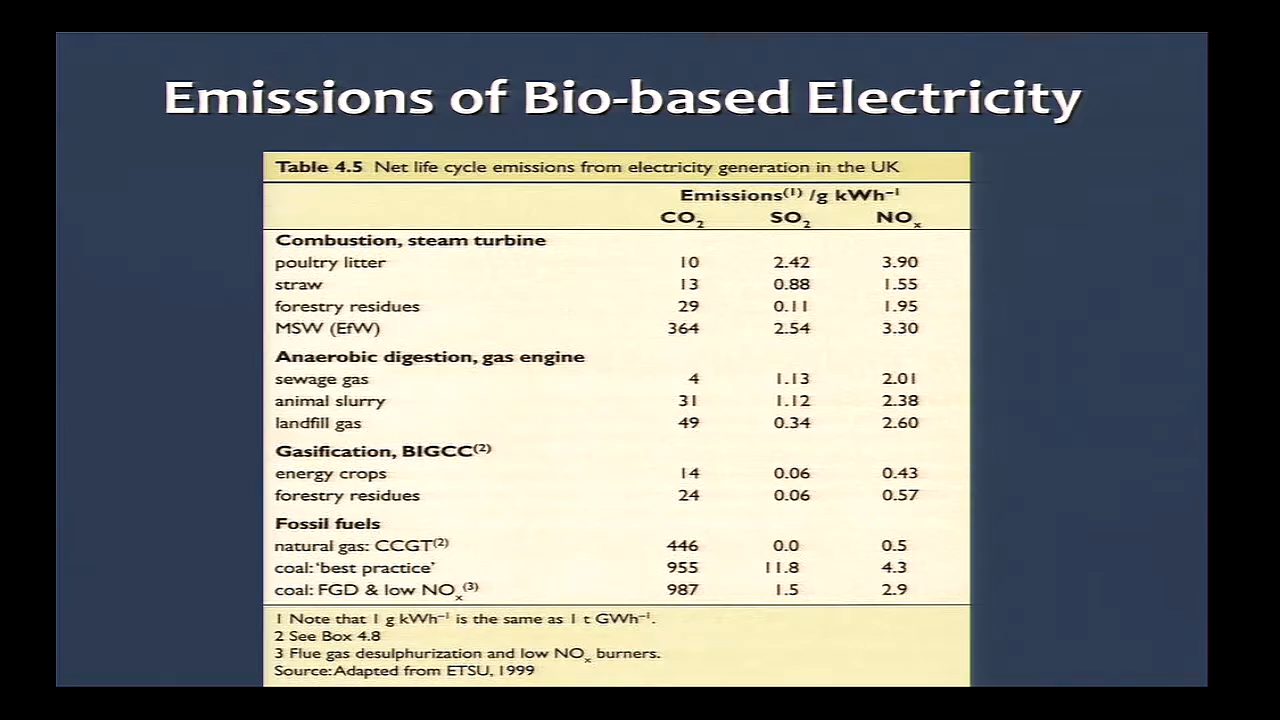 Emissions of Bio-based Electricity
Table 4.5 Net life cycle emissions from electricity generation in the UK
Emissions(1) /g kWh−1
CO2 SO2 NOx
Combustion, steam turbine
poultry litter 10 2.42 3.90
straw 13 0.88 1.55
forestry residues 29 0.11 1.95
MSW (EfW) 364 2.54 3.30
Anaerobic digestion, gas engine
sewage gas 4 1.13 2.01
animal slurry 31 1.12 2.38
landfill gas 49 0.34 2.60
Gasification, BIGCC(2)
energy crops 14 0.06 0.43
forestry residues 24 0.06 0.57
Fossil fuels
natural gas: CCGT(2) 446 0.0 0.5
coal: ‘best practice’ 955 11.8 4.3
coal: FGD & low NOx(3) 987 1.5 2.9
1 Note that 1 g kWh−1 is the same as 1 t GWh−1.
2 See Box 4.8
3 Flue gas desulphurization and low NOx burners.
Source: Adapted from ETSU, 1999